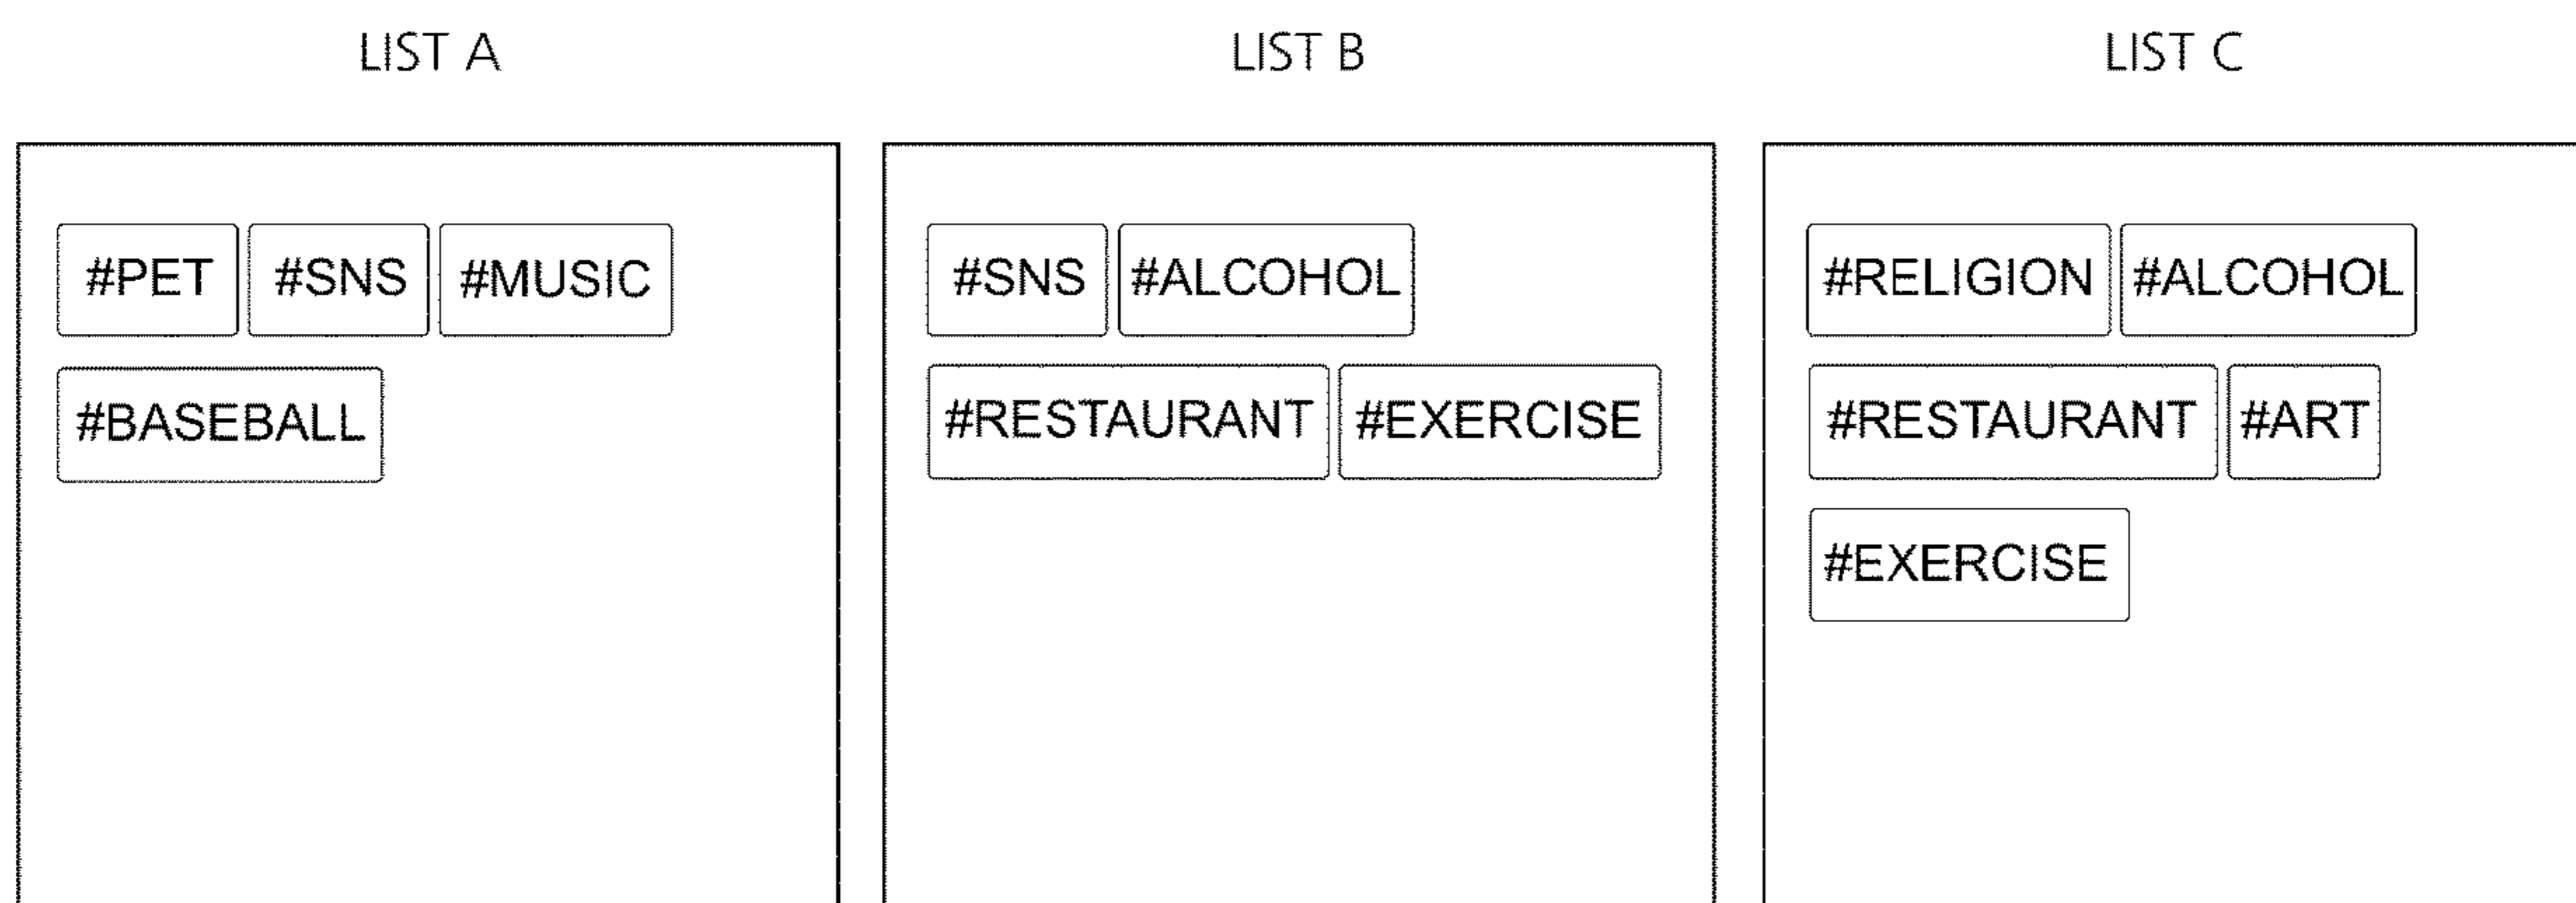 LIST A
#PET #SNS #MUSIC
#BASEBALL
LIST B
#SNS #ALCOHOL
#RESTAURANT #EXERCISE
LIST C
#RELIGION #ALCOHOL
#RESTAURANT #ART
#EXERCISE